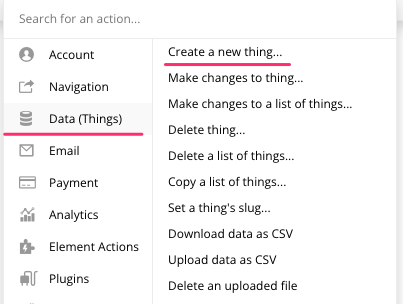 Search for an action...
Account
Navigation
Data (Things)
Email
Payment
Analytics
Element Actions
Plugins
Create a new thing...
Make changes to thing...
Make changes to a list of things...
Delete thing...
Delete a list of things...
Copy a list of things...
Set a thing's slug...
Download data as CSV
Upload data as CSV
Delete an uploaded file